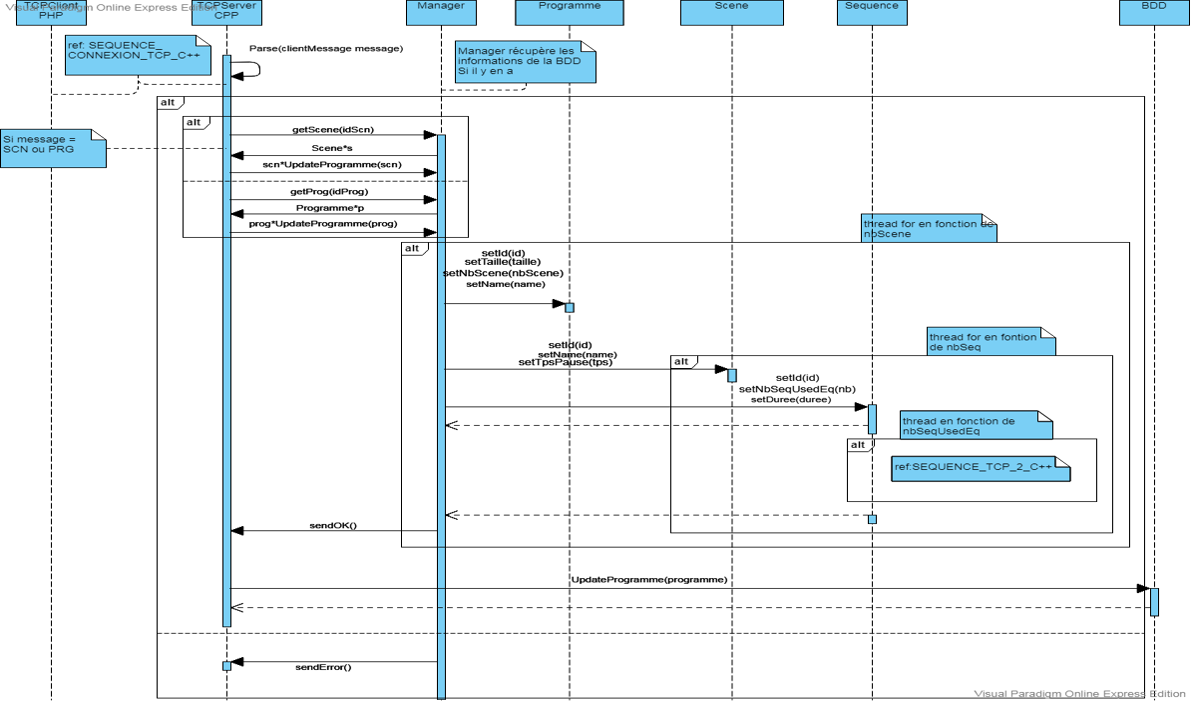 Visual Paradigm Online Express Edition
TCPClient
PHP
TCPServer
CPP
Manager
Programme
Scene
Sequence
BDD
ref: SEQUENCE_
CONNEXION_TCP_C++
Parse(clientMessage message)
Manager récupère les
informations de la BDD
Si il y en a
alt
alt
Si message =
SCN ou PRG
getScene(idScn)
Scene*s
scn*UpdateProgramme(scn)
getProg(idProg)
Programme*p
prog*UpdateProgramme(prog)
thread for en fonction de
nbScene
alt
setId(id)
setTaille(taille)
setNbScene(nbScene)
setName(name)
thread for en fontion
de nbSeq
setId(id)
setName(name)
setTpsPause(tps)
alt
setId(id)
setNbSeqUsedEq(nb)
setDuree(duree)
thread en fonction de
nbSeqUsedEq
alt
ref:SEQUENCE_TCP_2_C++
sendOK()
UpdateProgramme(programme)
sendError()
Visual Paradigm Online Express Edition